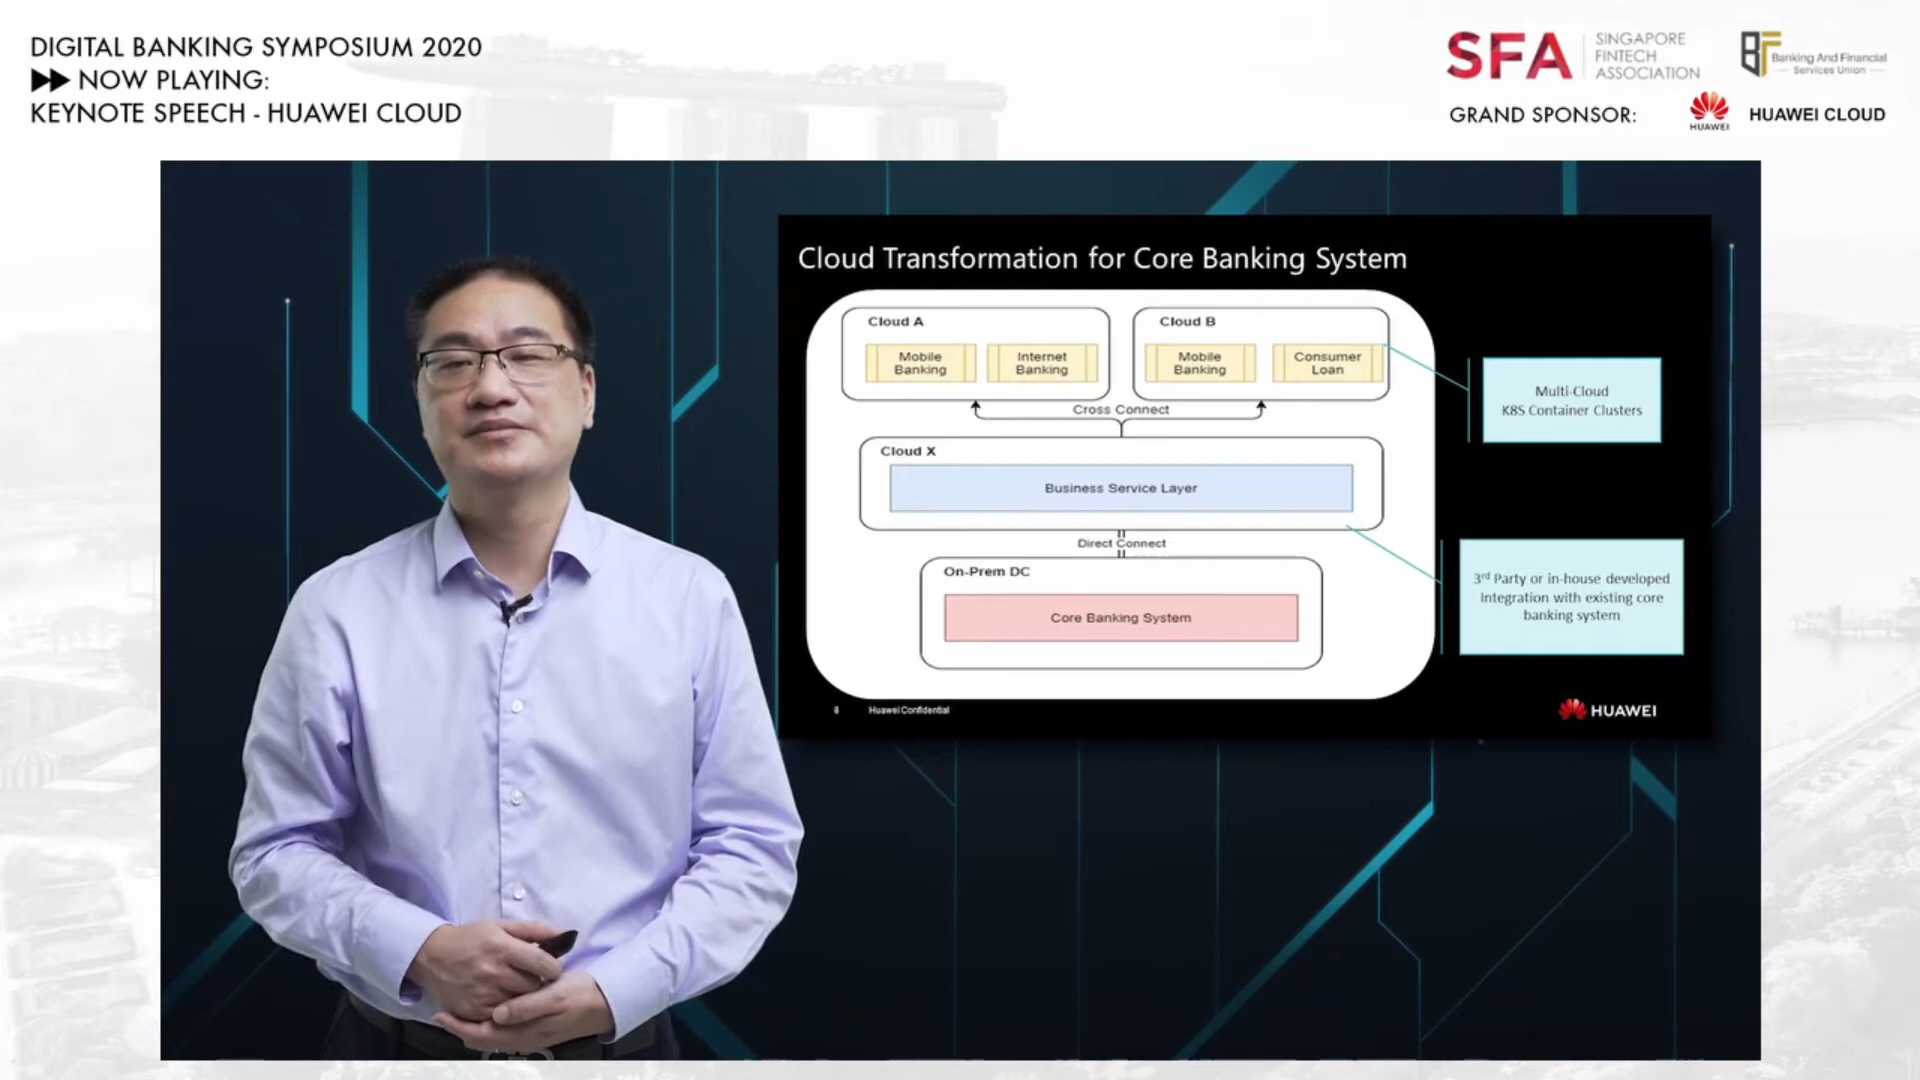 DIGITAL BANKING SYMPOSIUM 2020
NOW PLAYING:
KEYNOTE SPEECH - HUAWEI CLOUD
SFA
SINGAPORE
FINTECH
ASSOCIATION
BF
Banking And Financial
Services Union
GRAND SPONSOR:
HUAWEI
HUAWEI CLOUD
Cloud Transformation for Core Banking System
Cloud A
Mobile
Banking
Internet
Banking
Cloud B
Mobile
Banking
Consumer
Loan
Cross Connect
Cloud X
Business Service Layer
Direct Connect
On-Prem DC
Core Banking System
Multi-Cloud
K8S Container Clusters
3rd Party or in-house developed
Integration with existing core
banking system
8
Huawei Confidential
HUAWEI